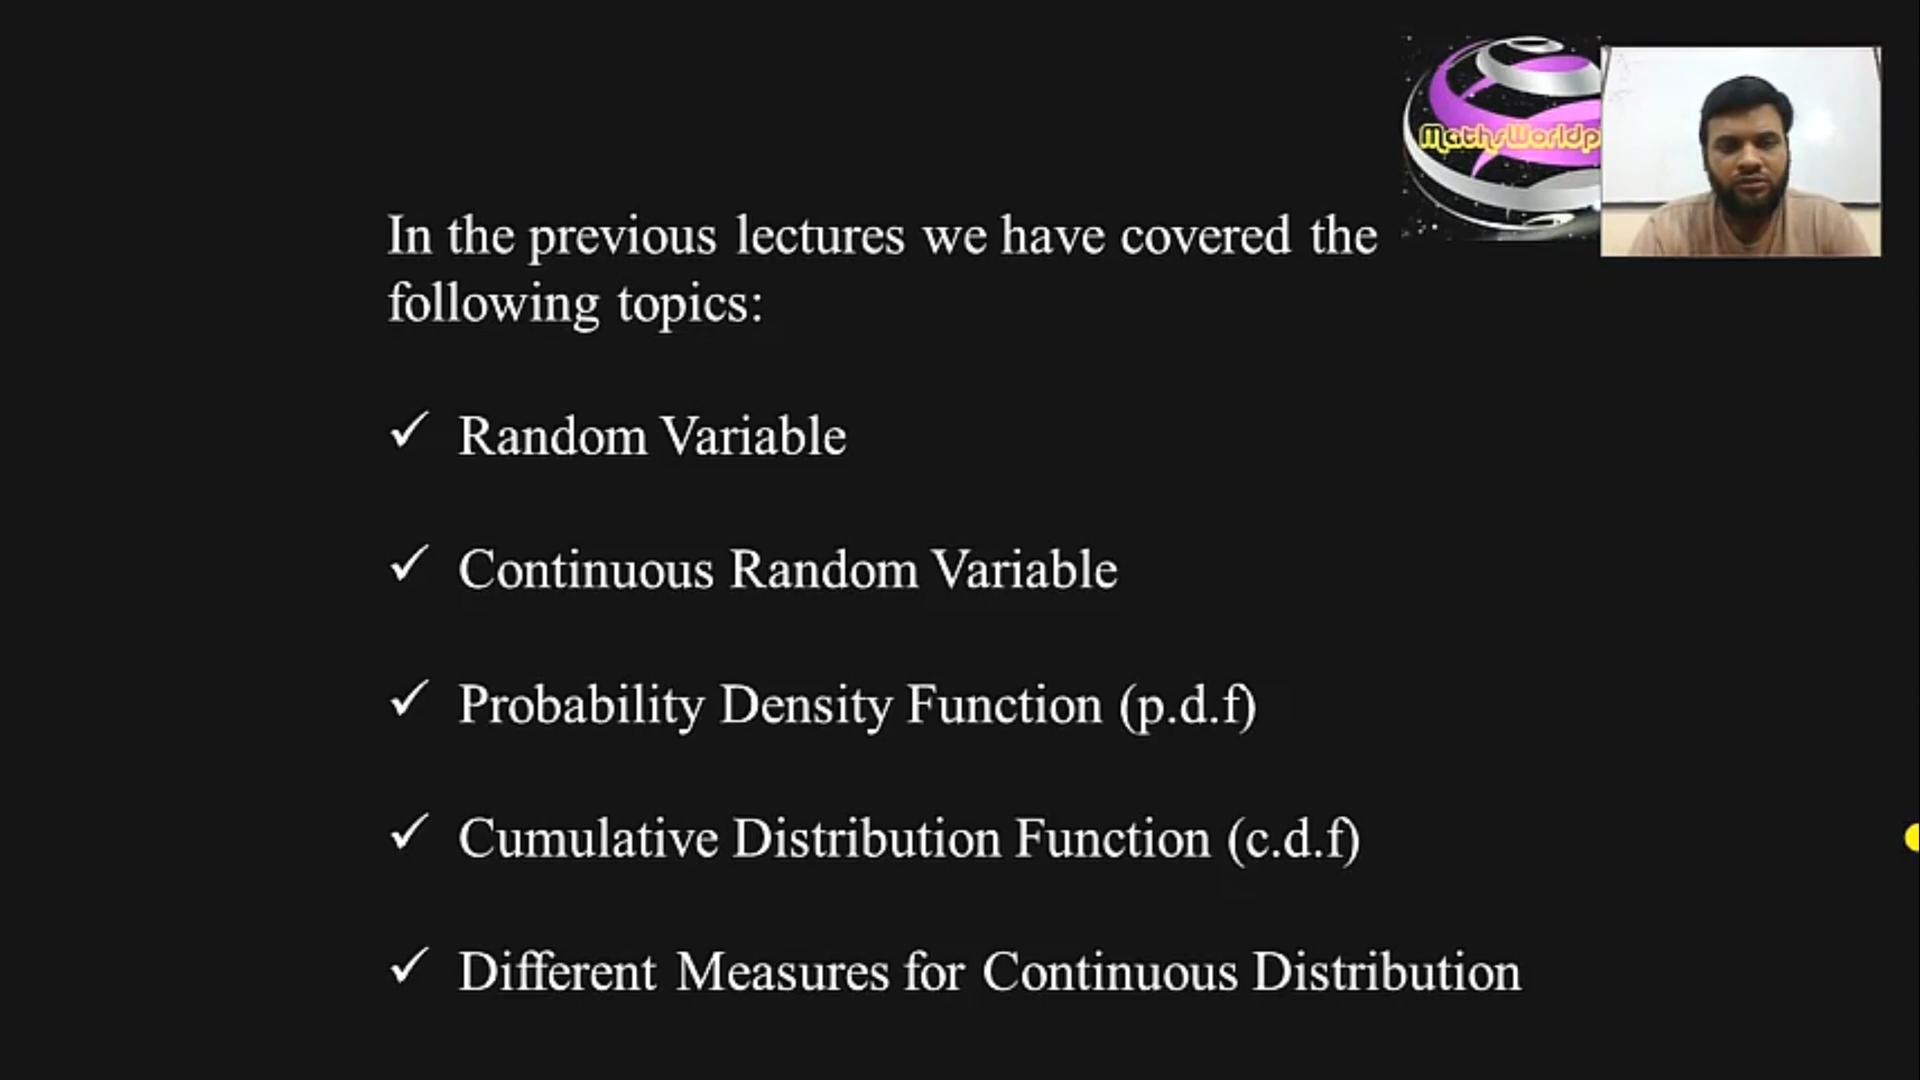 MathsWorldp
In the previous lectures we have covered the
following topics:
✓ Random Variable
✓ Continuous Random Variable
✓ Probability Density Function (p.d.f)
✓ Cumulative Distribution Function (c.d.f)
✓ Different Measures for Continuous Distribution